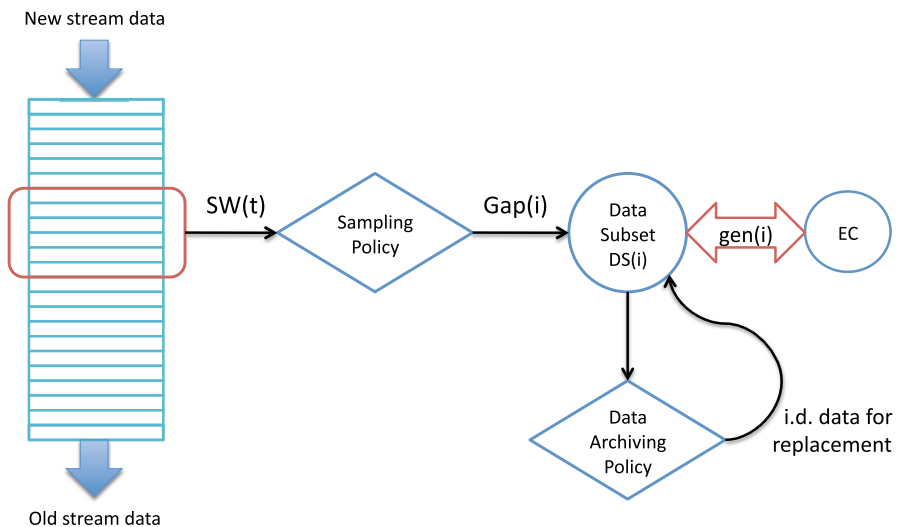 New stream data
SW(t)
Sampling
Policy
Gap(i)
Data
Subset
DS(i)
gen(i)
EC
Data
Archiving
Policy
i.d. data for
replacement
Old stream data